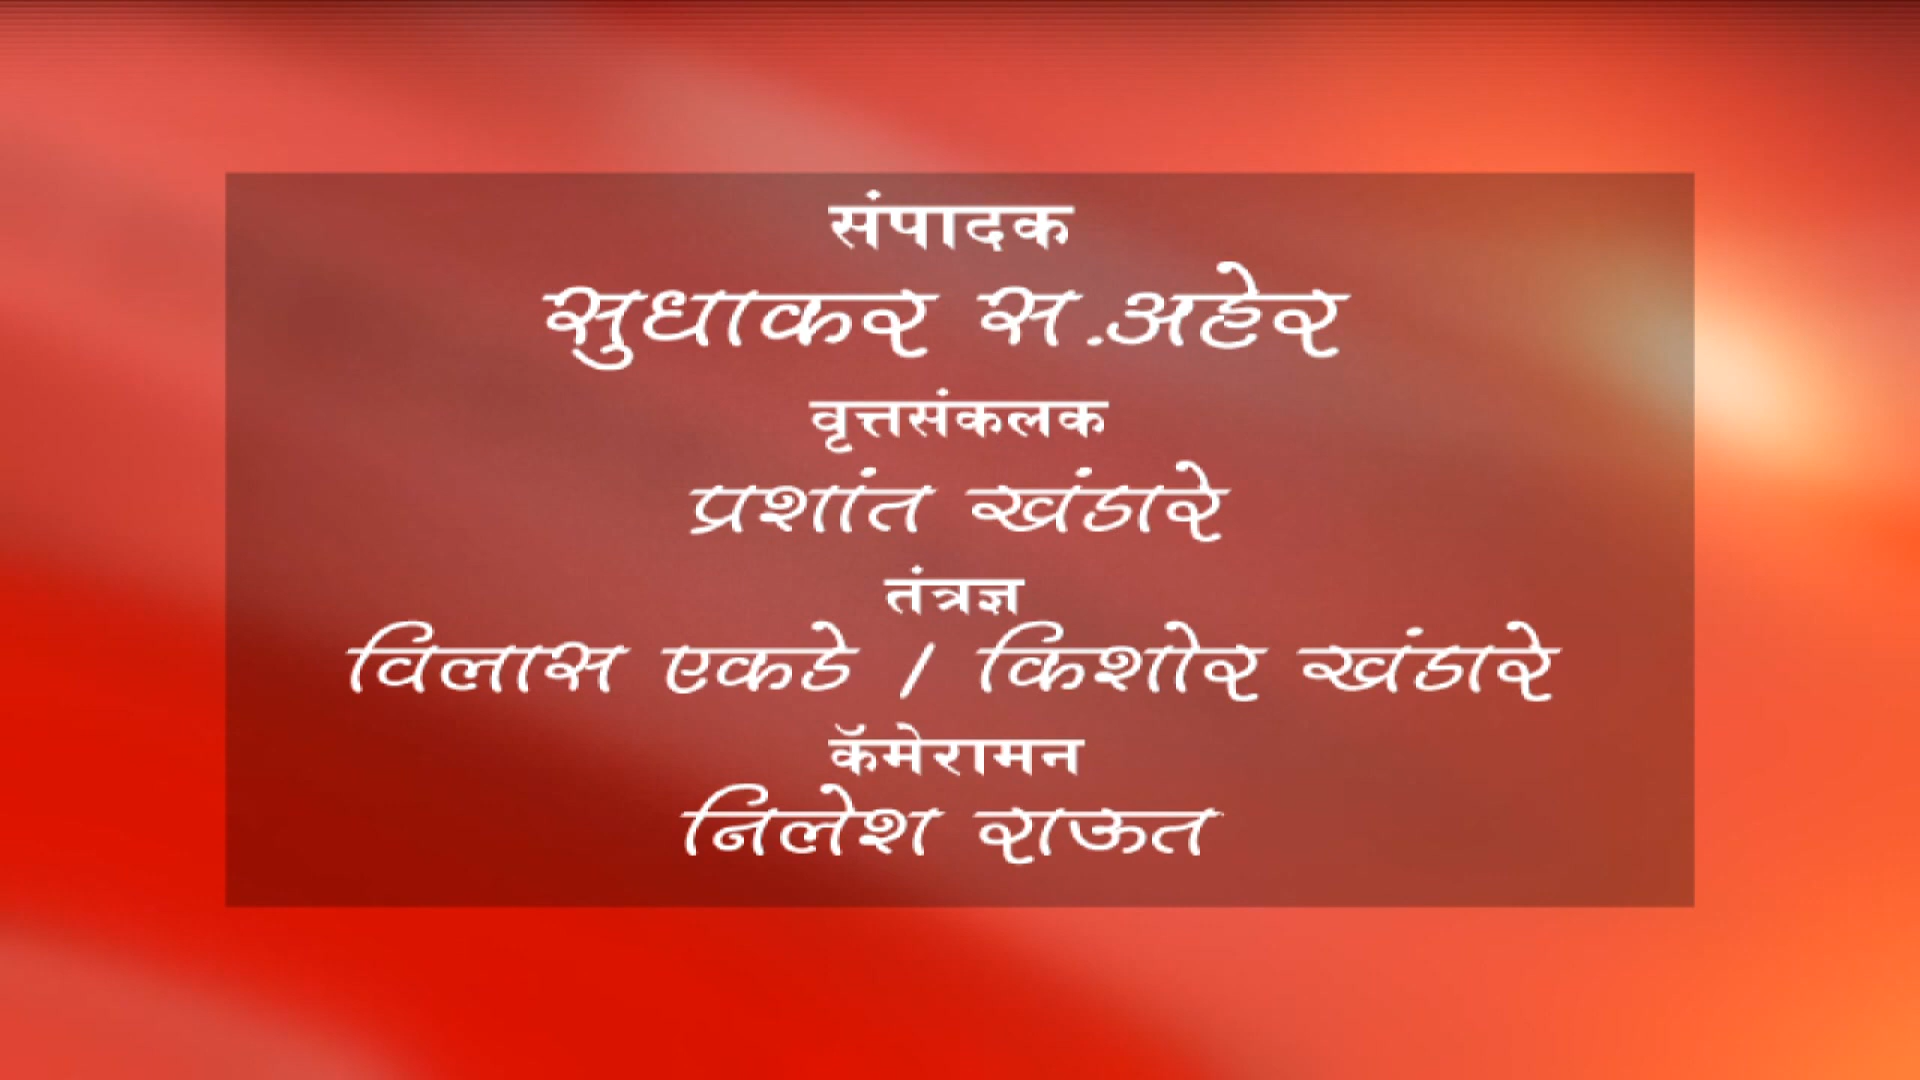 संपादक
सुधाकर स.अहेर
वृत्तसंकलक
प्रशांत खंडारे
तंत्रज्ञ
विलास एकडे / किशोर खंडारे
कॅमेरामन
निलेश राऊत